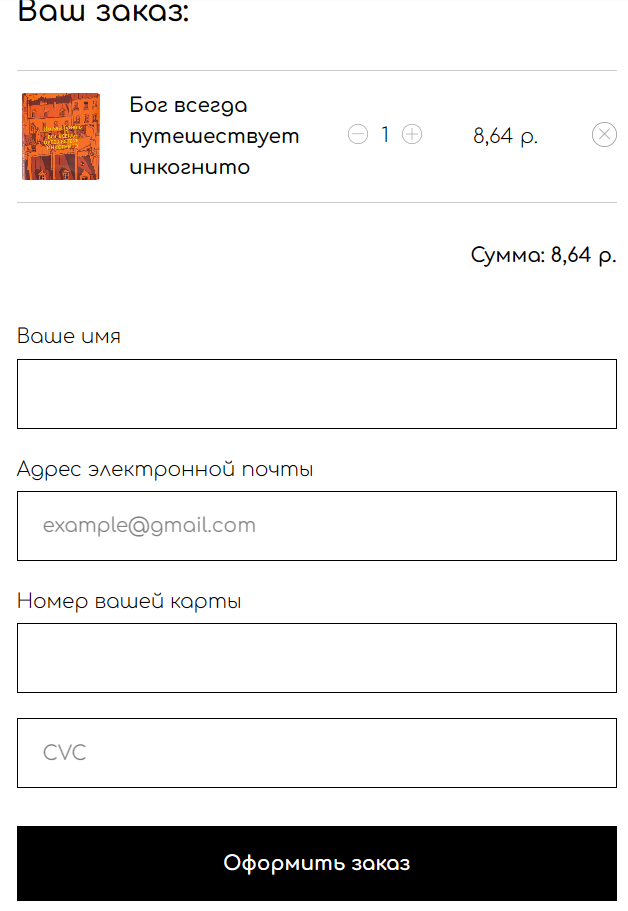 Ваш заказ:
Бог всегда
путешествует
инкогнито
1
8,64 р.
Сумма: 8,64 р.
Ваше имя
Адрес электронной почты
example@gmail.com
Номер вашей карты
CVC
Оформить заказ